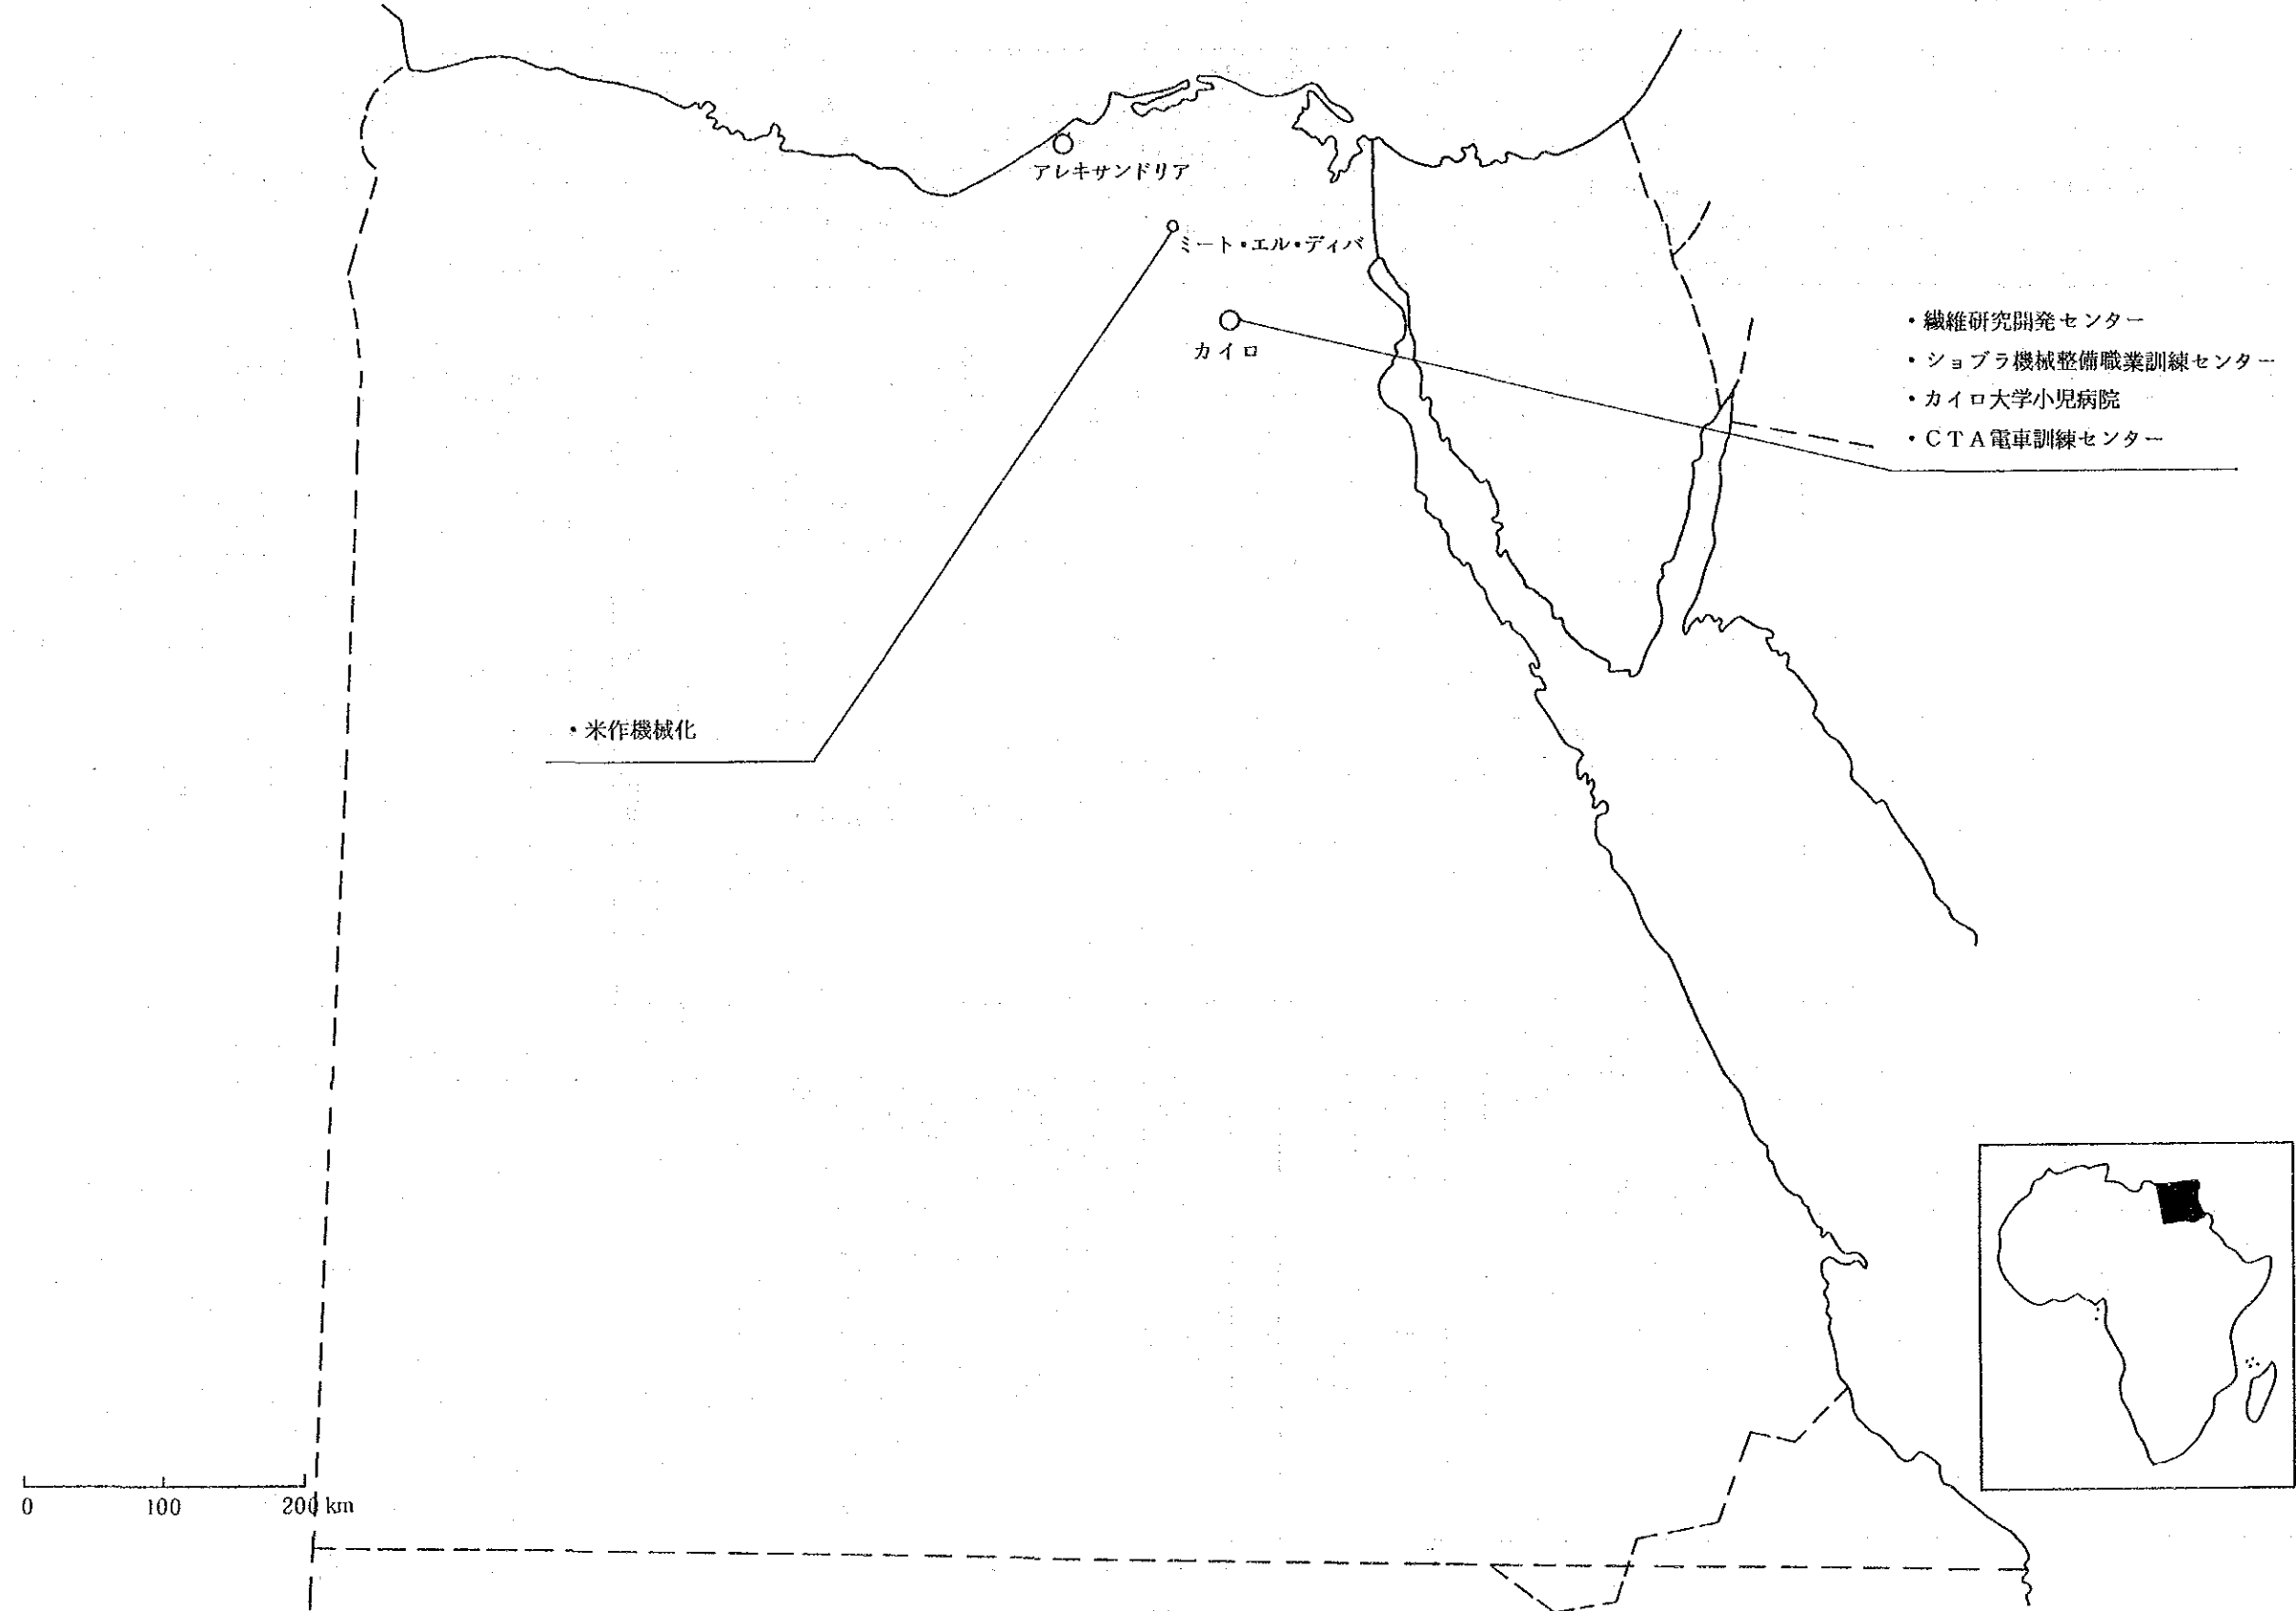 アレキサンドリア
ミート・エル・ディバ
カイロ
・繊維研究開発センター
・ショブラ機械整備職業訓練センター
・カイロ大学小児病院
・CTA電車訓練センター
・米作機械化
0 100 200 km